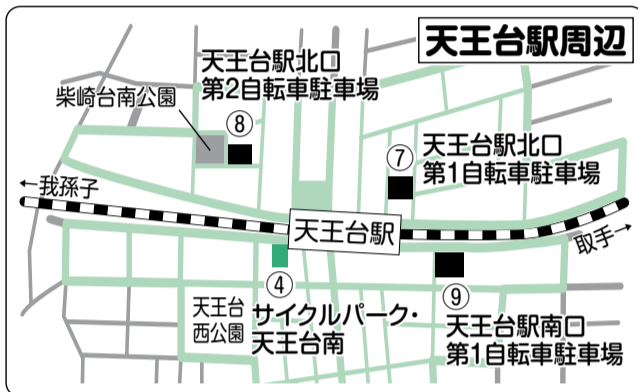 天王台駅周辺
天王台駅北口
第2自転車駐車場
柴崎台南公園
⑧
⑦
天王台駅北口
第1自転車駐車場
←我孫子
天王台駅
取手→
④
サイクルパーク・
天王台南
天王台
西公園
⑨
天王台駅南口
第1自転車駐車場